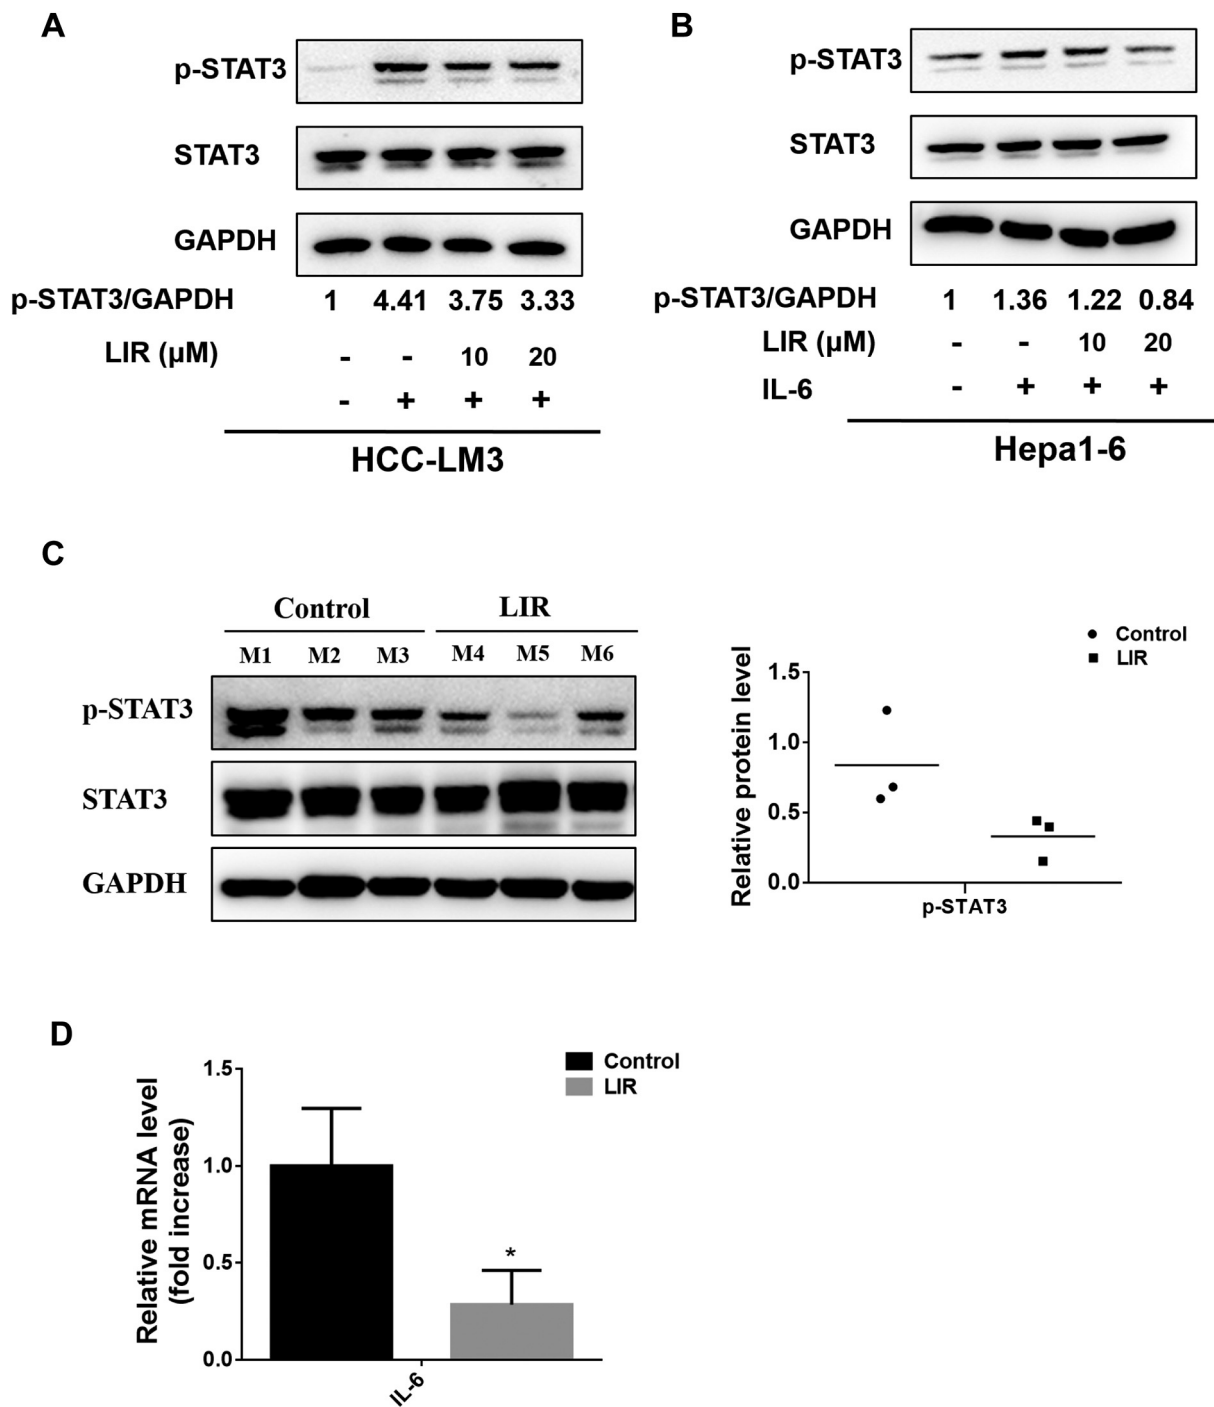 A
p-STAT3
STAT3
GAPDH
p-STAT3/GAPDH 1 4.41 3.75 3.33
LIR (µM) - - 10 20
- + + +
HCC-LM3
B
p-STAT3
STAT3
GAPDH
p-STAT3/GAPDH 1 1.36 1.22 0.84
LIR (µM) - - 10 20
IL-6 - + + +
Hepa1-6
C
Control LIR
M1 M2 M3 M4 M5 M6
p-STAT3
STAT3
GAPDH
Control
LIR
Relative protein level
1.5
1.0
0.5
0.0
p-STAT3
D
Control
LIR
Relative mRNA level
(fold increase)
1.5
1.0
0.5
0.0
*
IL-6